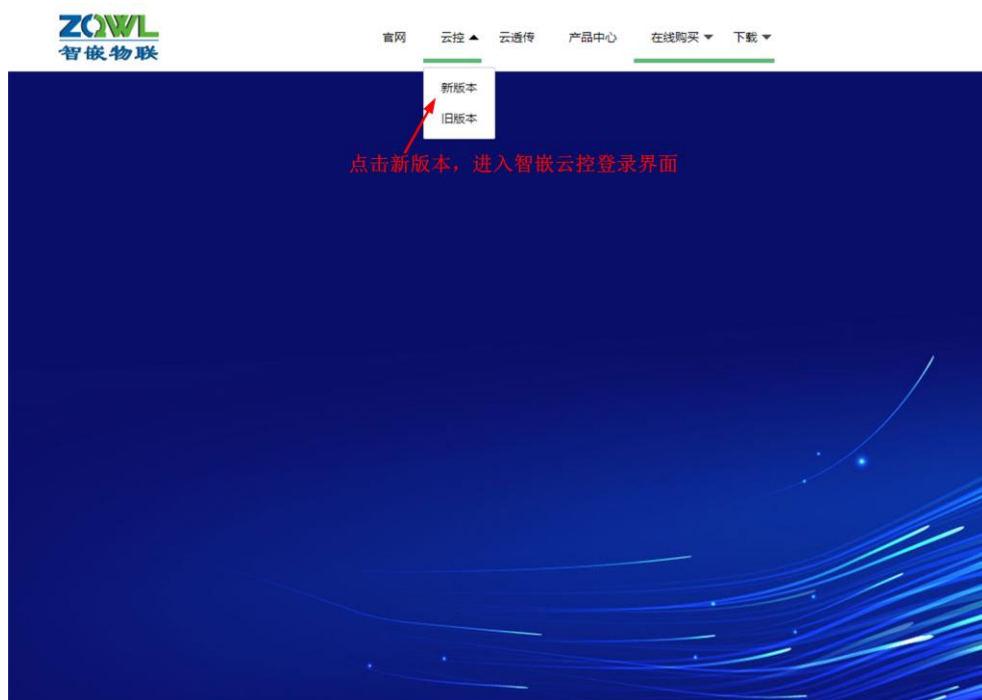 ZQWL
智嵌物联
官网 云控 云透传 产品中心 在线购买 下载
新版本
旧版本
点击新版本，进入智嵌云控登录界面